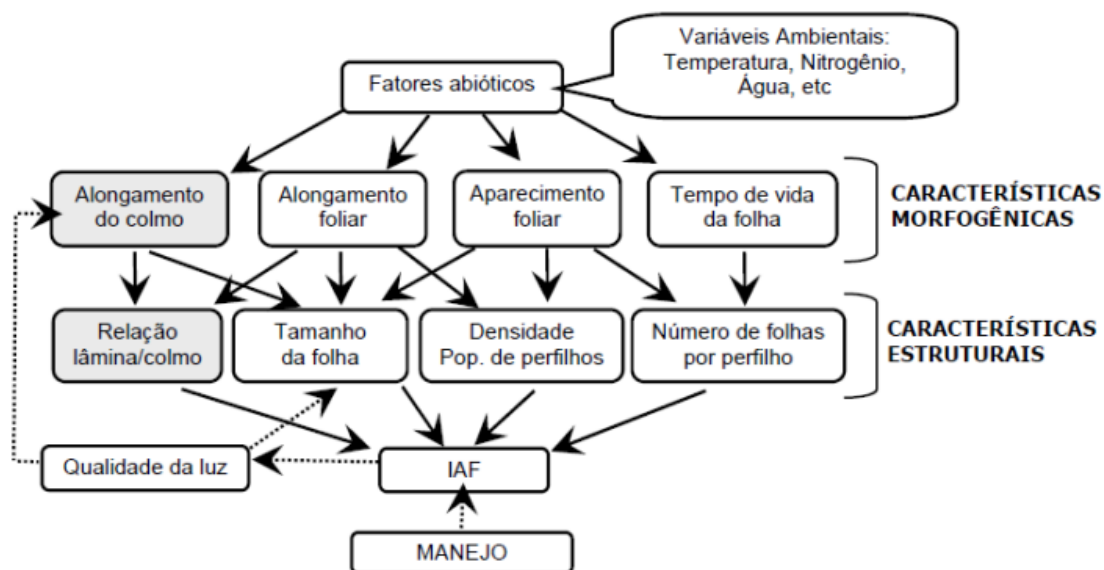 Variáveis Ambientais:
Temperatura, Nitrogênio,
Água, etc
Fatores abióticos
Alongamento
do colmo
Alongamento
foliar
Aparecimento
foliar
Tempo de vida
da folha
CARACTERÍSTICAS
MORFOGÊNICAS
Relação
lâmina/colmo
Tamanho
da folha
Densidade
Pop. de perfilhos
Número de folhas
por perfilho
CARACTERÍSTICAS
ESTRUTURAIS
Qualidade da luz
IAF
MANEJO